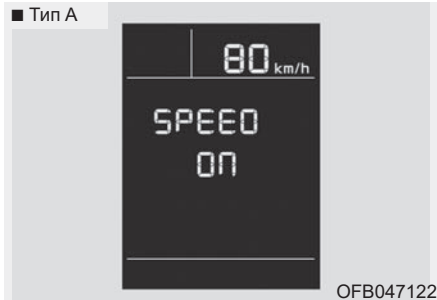 ■ Тип A
80 km/h
SPEED
ON
OFB047122